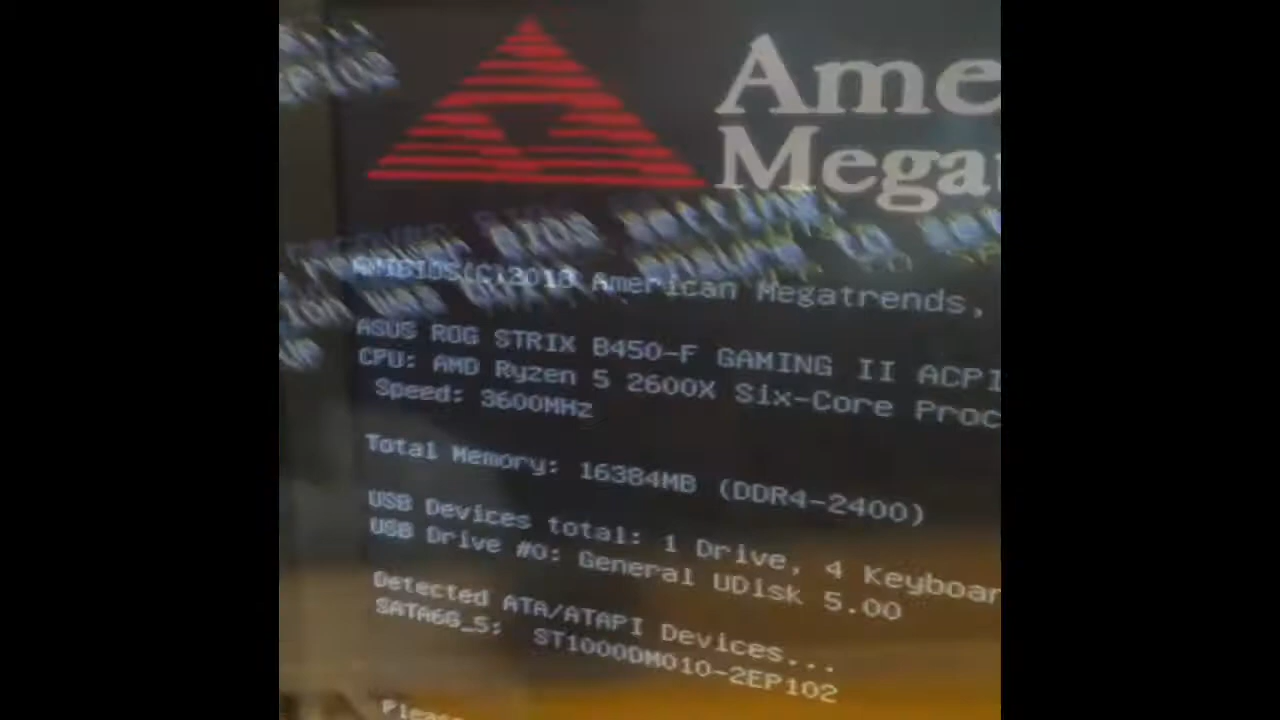 Ame
Mega
AMIBIOS(C)2018 American Megatrends,
ASUS ROG STRIX B450-F GAMING II ACPI
CPU: AMD Ryzen 5 2600X Six-Core Proc
Speed: 3600MHz
Total Memory: 16384MB (DDR4-2400)
USB Devices total: 1 Drive, 4 Keyboar
USB Drive #0: General UDisk 5.00
Detected ATA/ATAPI Devices...
SATA6G_5: ST1000DM010-2EP102
Please